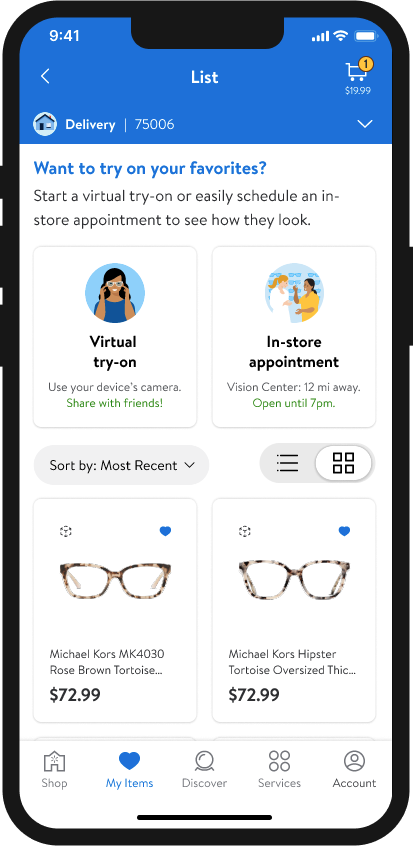 9:41
List
1
$19.99
Delivery | 75006
Want to try on your favorites?
Start a virtual try-on or easily schedule an in-
store appointment to see how they look.
Virtual
try-on
Use your device's camera.
Share with friends!
In-store
appointment
Vision Center: 12 mi away.
Open until 7pm.
Sort by: Most Recent
Michael Kors MK4030
Rose Brown Tortoise...
$72.99
Michael Kors Hipster
Tortoise Oversized Thic...
$72.99
Shop
My Items
Discover
Services
Account